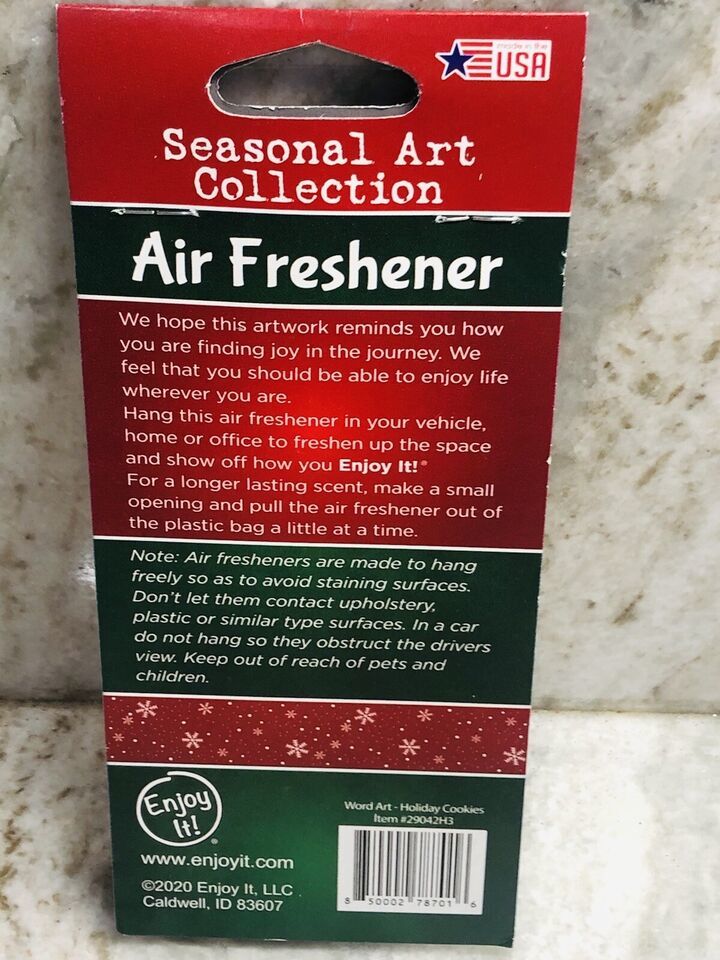 made in the
USA
Seasonal Art
Collection
Air Freshener
We hope this artwork reminds you how
you are finding joy in the journey. We
feel that you should be able to enjoy life
wherever you are.
Hang this air freshener in your vehicle,
home or office to freshen up the space
and show off how you Enjoy It!®
For a longer lasting scent, make a small
opening and pull the air freshener out of
the plastic bag a little at a time.
Note: Air fresheners are made to hang
freely so as to avoid staining surfaces.
Don't let them contact upholstery,
plastic or similar type surfaces. In a car
do not hang so they obstruct the drivers
view. Keep out of reach of pets and
children.
Enjoy
It!®
www.enjoyit.com
©2020 Enjoy It, LLC
Caldwell, ID 83607
Word Art - Holiday Cookies
Item #29042H3
8 50002 78701 6